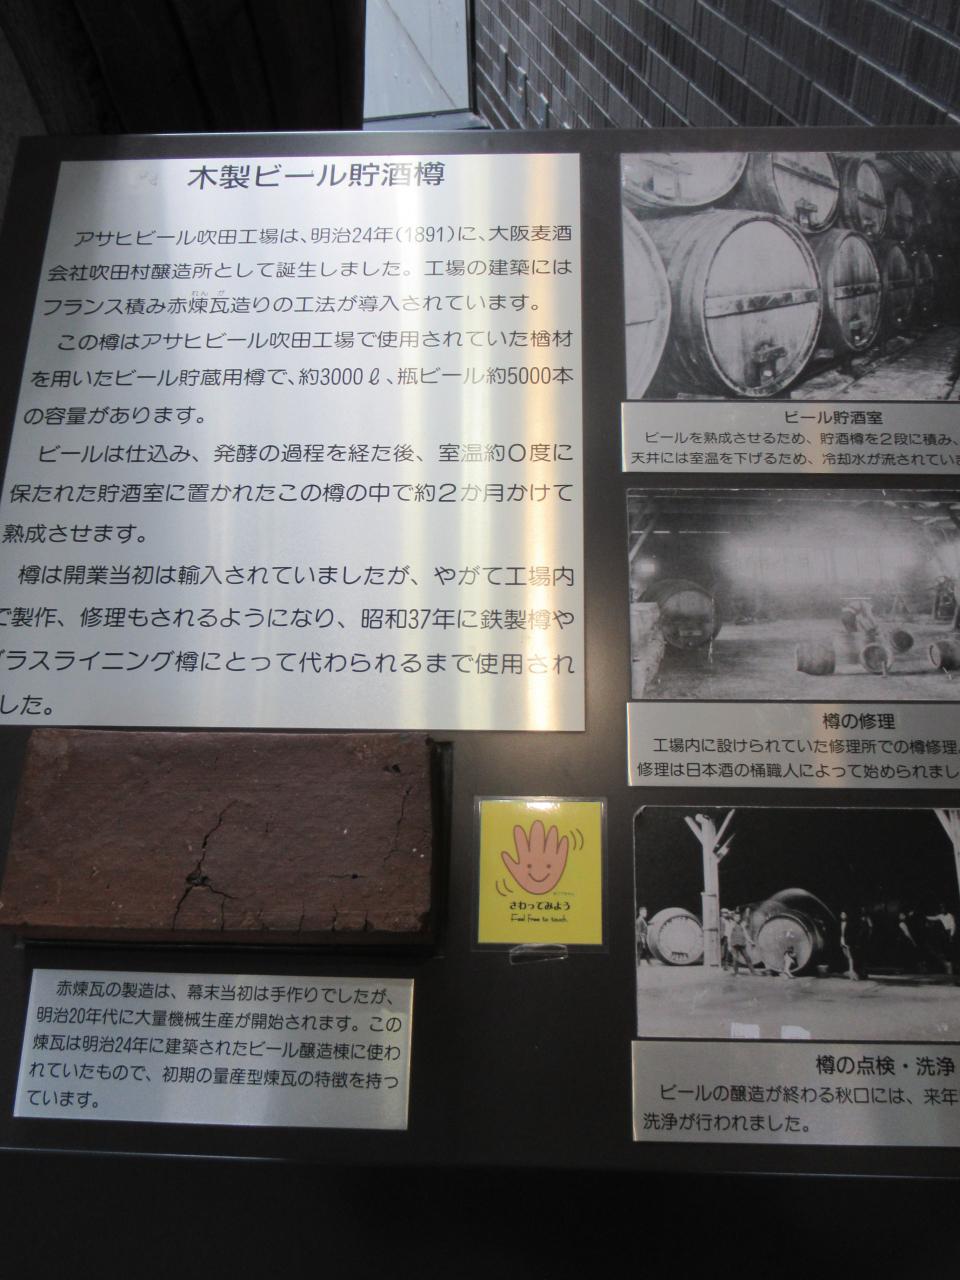 木製ビール貯酒樽
アサヒビール吹田工場は、明治24年(1891)に、大阪麦酒
会社吹田村醸造所として誕生しました。工場の建築には
フランス積み赤煉瓦造りの工法が導入されています。
れん が
この樽はアサヒビール吹田工場で使用されていた楢材
を用いたビール貯蔵用樽で、約3000ℓ、瓶ビール約5000本
の容量があります。
ビールは仕込み、発酵の過程を経た後、室温約0度に
保たれた貯酒室に置かれたこの樽の中で約2か月かけて
熟成させます。
樽は開業当初は輸入されていましたが、やがて工場内
で製作、修理もされるようになり、昭和37年に鉄製樽や
グラスライニング樽にとって代わられるまで使用され
した。
さわってみよう
Feel free to touch.
赤煉瓦の製造は、幕末当初は手作りでしたが、
明治20年代に大量機械生産が開始されます。この
煉瓦は明治24年に建築されたビール醸造棟に使わ
れていたもので、初期の量産型煉瓦の特徴を持っ
ています。
ビール貯酒室
ビールを熟成させるため、貯酒樽を2段に積み、
天井には室温を下げるため、冷却水が流されていま
樽の修理
工場内に設けられていた修理所での樽修理。
修理は日本酒の桶職人によって始められまし
樽の点検・洗浄
ビールの醸造が終わる秋口には、来年
洗浄が行われました。